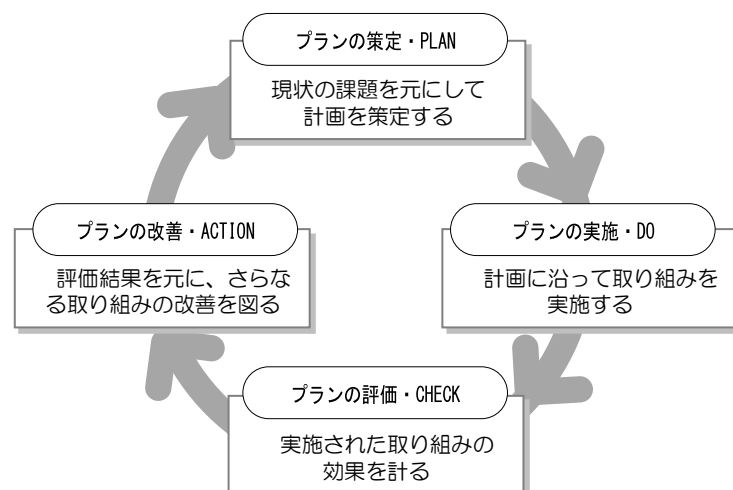 プランの策定・PLAN
現状の課題を元にして
計画を策定する
プランの改善・ACTION
評価結果を元に、さらな
る取り組みの改善を図る
プランの実施・DO
計画に沿って取り組みを
実施する
プランの評価・CHECK
実施された取り組みの
効果を計る